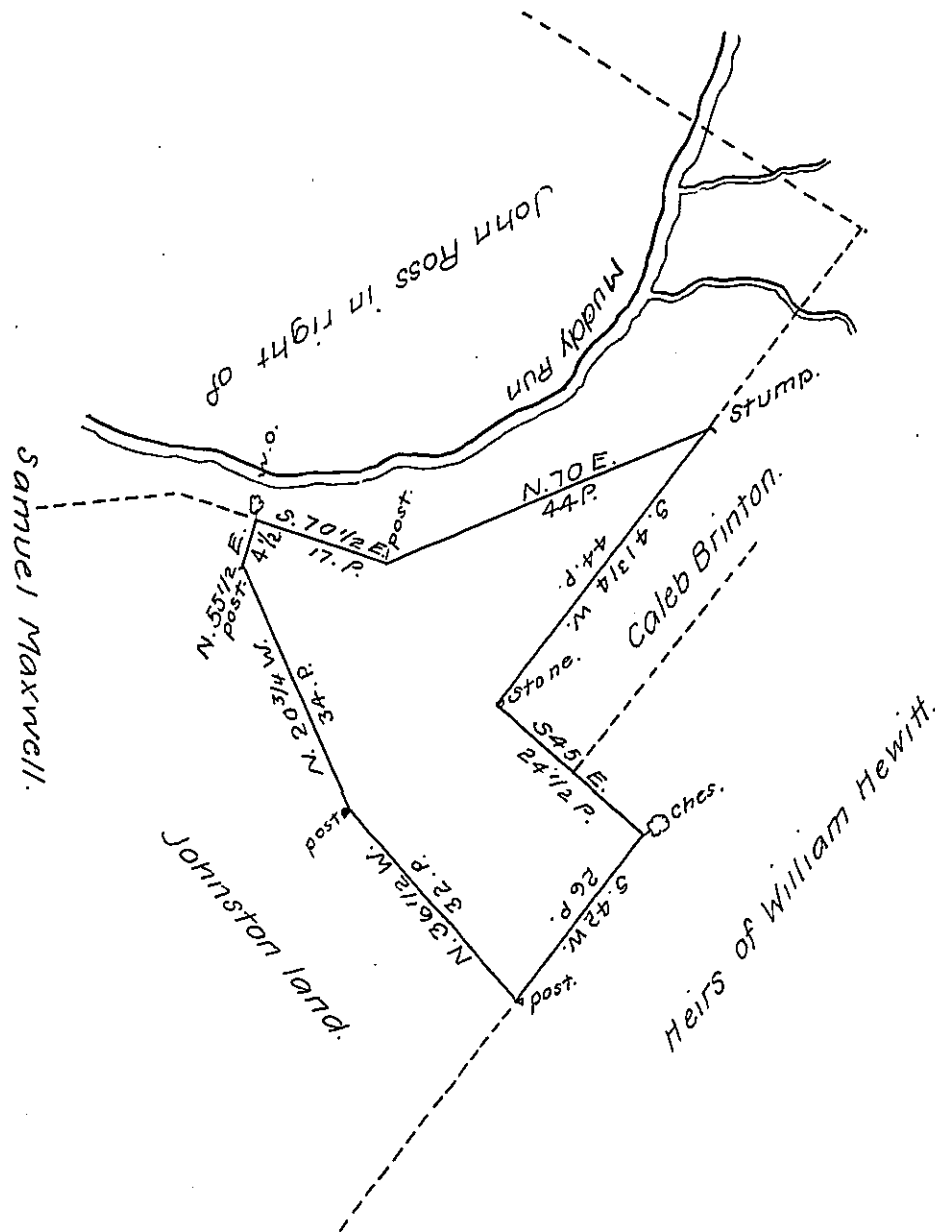 John Ross in right of
Muddy Run
Stump.
N. 70 E.
44 P.
S. 41 3/4 W.
44. P.
Caleb Brinton.
W.O.
post.
S. 70 1/2 E.
17. P.
N. 55 1/2 E.
4 1/2
post.
Samuel Maxwell.
N. 20 3/4 W.
34. P.
Stone.
S 45 E.
24 1/2 P.
Ches.
Heirs of William Hewitt.
post
N. 36 1/2 W.
32. P.
S. 42 W.
26 P.
post.
Johnston land.